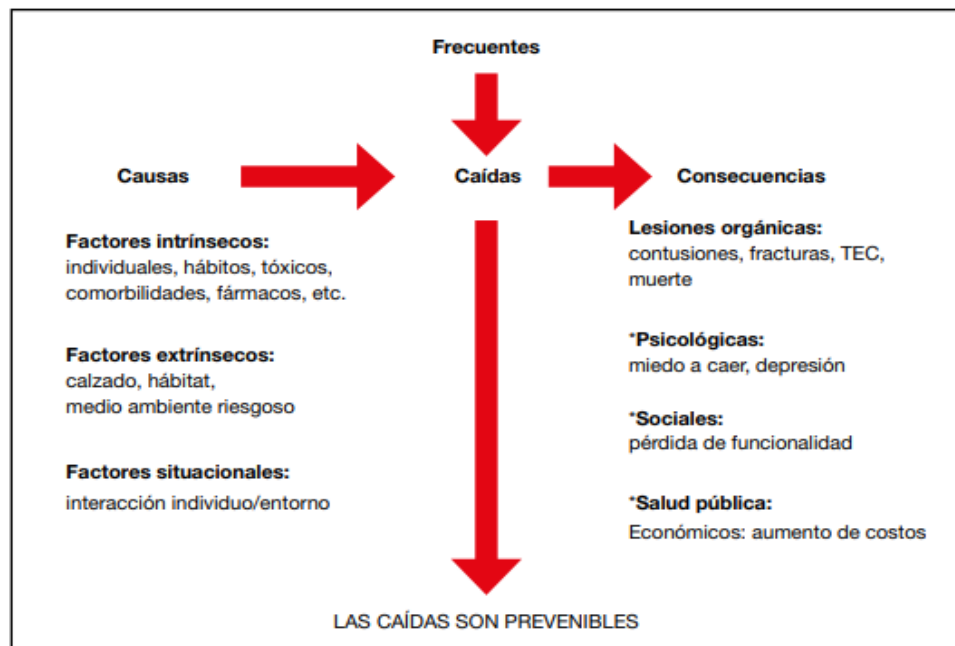 Frecuentes
Causas
Caídas
Consecuencias
Factores intrínsecos:
individuales, hábitos, tóxicos,
comorbilidades, fármacos, etc.
Factores extrínsecos:
calzado, hábitat,
medio ambiente riesgoso
Factores situacionales:
interacción individuo/entorno
Lesiones orgánicas:
contusiones, fracturas, TEC,
muerte
*Psicológicas:
miedo a caer, depresión
*Sociales:
pérdida de funcionalidad
*Salud pública:
Económicos: aumento de costos
LAS CAÍDAS SON PREVENIBLES